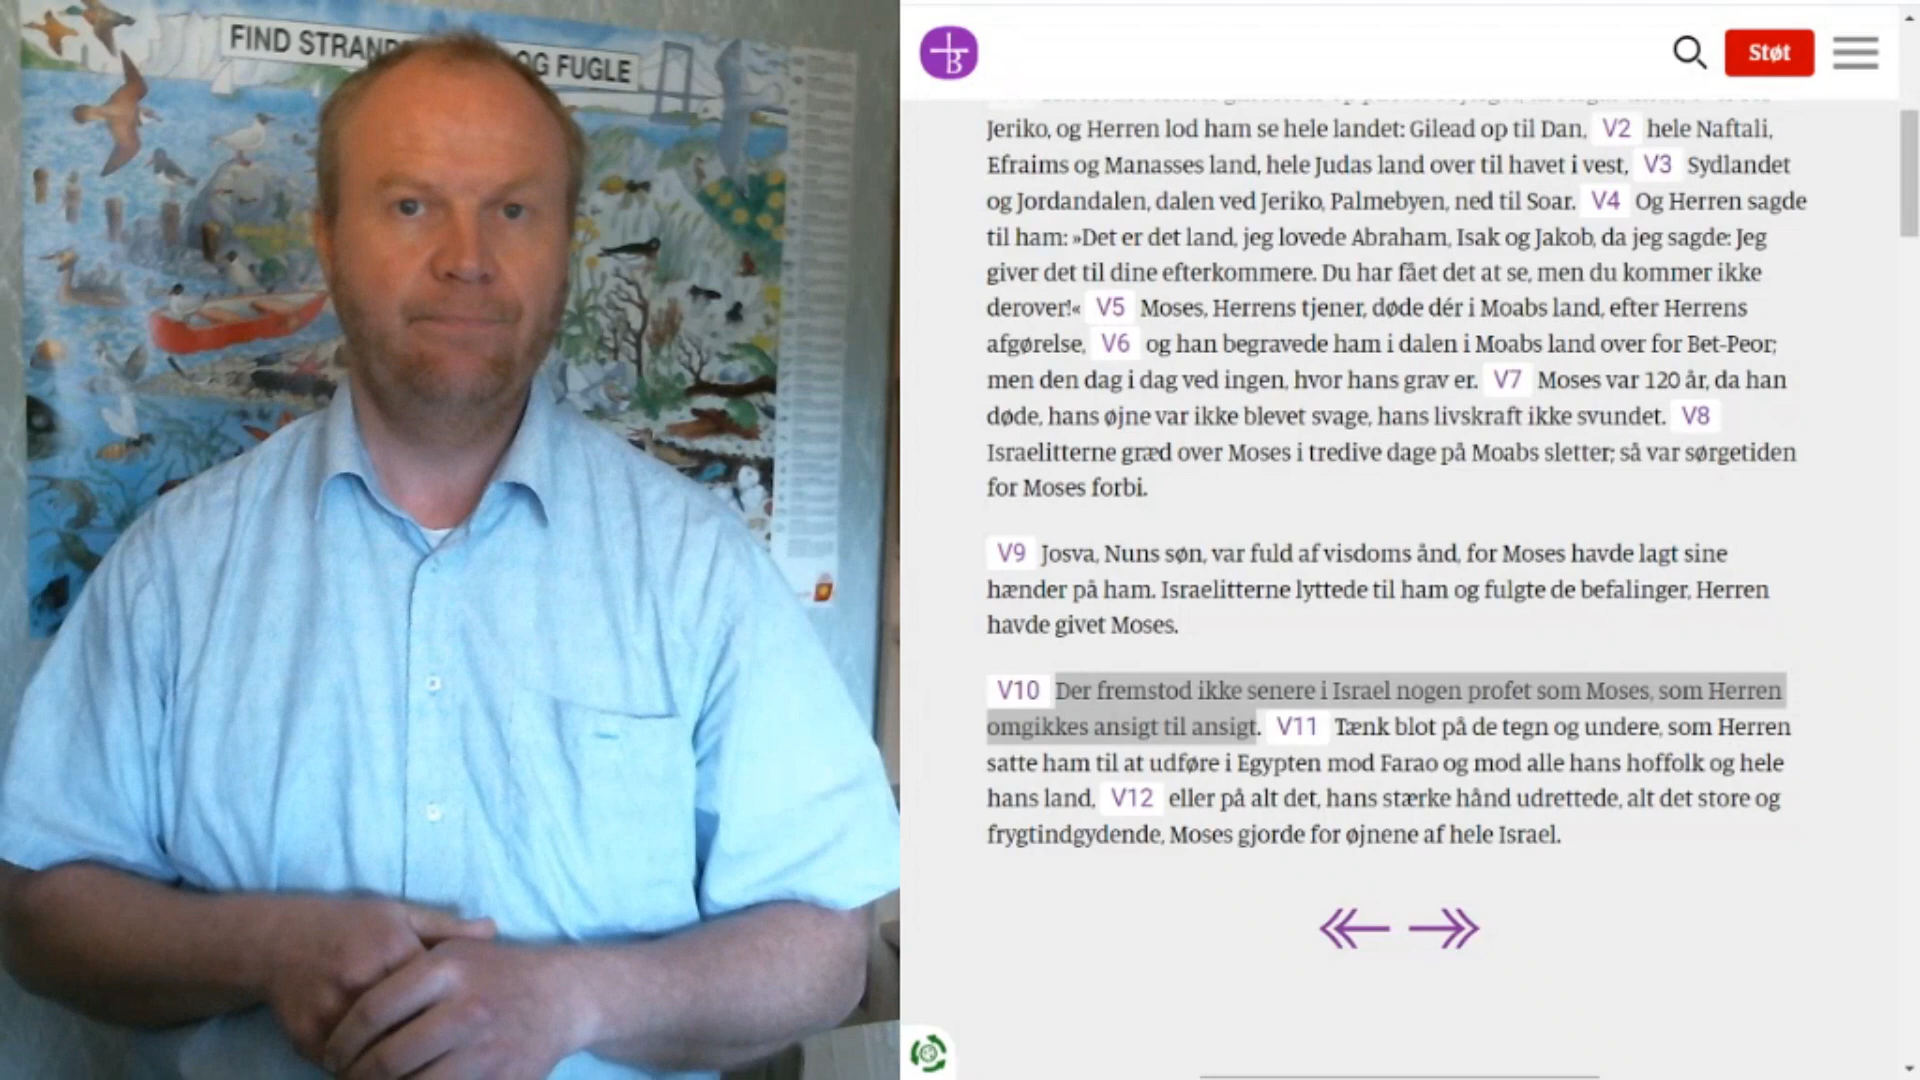 FIND STRAND
OG FUGLE
B
Støt
Jeriko, og Herren lod ham se hele landet: Gilead op til Dan, V2 hele Naftali,
Efraims og Manasses land, hele Judas land over til havet i vest, V3 Sydlandet
og Jordandalen, dalen ved Jeriko, Palmebyen, ned til Soar. V4 Og Herren sagde
til ham: »Det er det land, jeg lovede Abraham, Isak og Jakob, da jeg sagde: Jeg
giver det til dine efterkommere. Du har fået det at se, men du kommer ikke
derover!« V5 Moses, Herrens tjener, døde dér i Moabs land, efter Herrens
afgørelse, V6 og han begravede ham i dalen i Moabs land over for Bet-Peor;
men den dag i dag ved ingen, hvor hans grav er. V7 Moses var 120 år, da han
døde, hans øjne var ikke blevet svage, hans livskraft ikke svundet. V8
Israelitterne græd over Moses i tredive dage på Moabs sletter; så var sørgetiden
for Moses forbi.
V9 Josva, Nuns søn, var fuld af visdoms ånd, for Moses havde lagt sine
hænder på ham. Israelitterne lyttede til ham og fulgte de befalinger, Herren
havde givet Moses.
V10 Der fremstod ikke senere i Israel nogen profet som Moses, som Herren
omgikkes ansigt til ansigt. V11 Tænk blot på de tegn og undere, som Herren
satte ham til at udføre i Egypten mod Farao og mod alle hans hoffolk og hele
hans land, V12 eller på alt det, hans stærke hånd udrettede, alt det store og
frygtindgydende, Moses gjorde for øjnene af hele Israel.